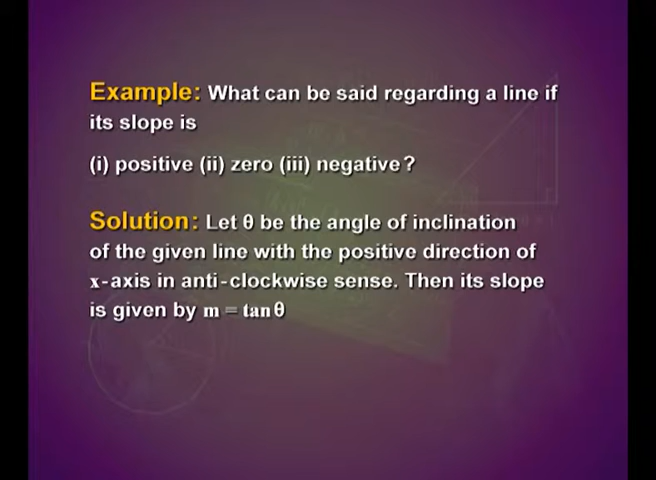 Example: What can be said regarding a line if
its slope is
(i) positive (ii) zero (iii) negative?
Solution: Let θ be the angle of inclination
of the given line with the positive direction of
x-axis in anti-clockwise sense. Then its slope
is given by m = tanθ